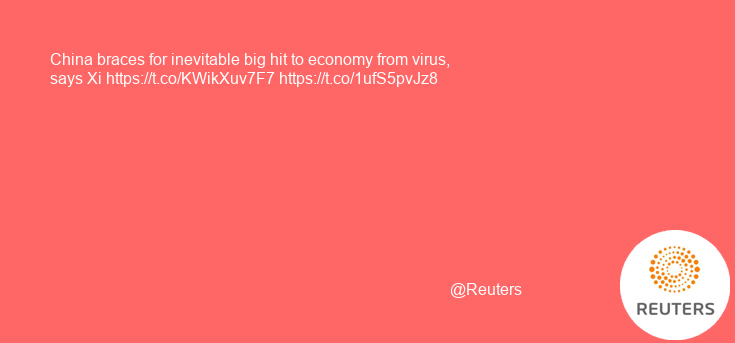 China braces for inevitable big hit to economy from virus,
says Xi https://t.co/KWikXuv7F7 https://t.co/1ufS5pvJz8
@Reuters
REUTERS